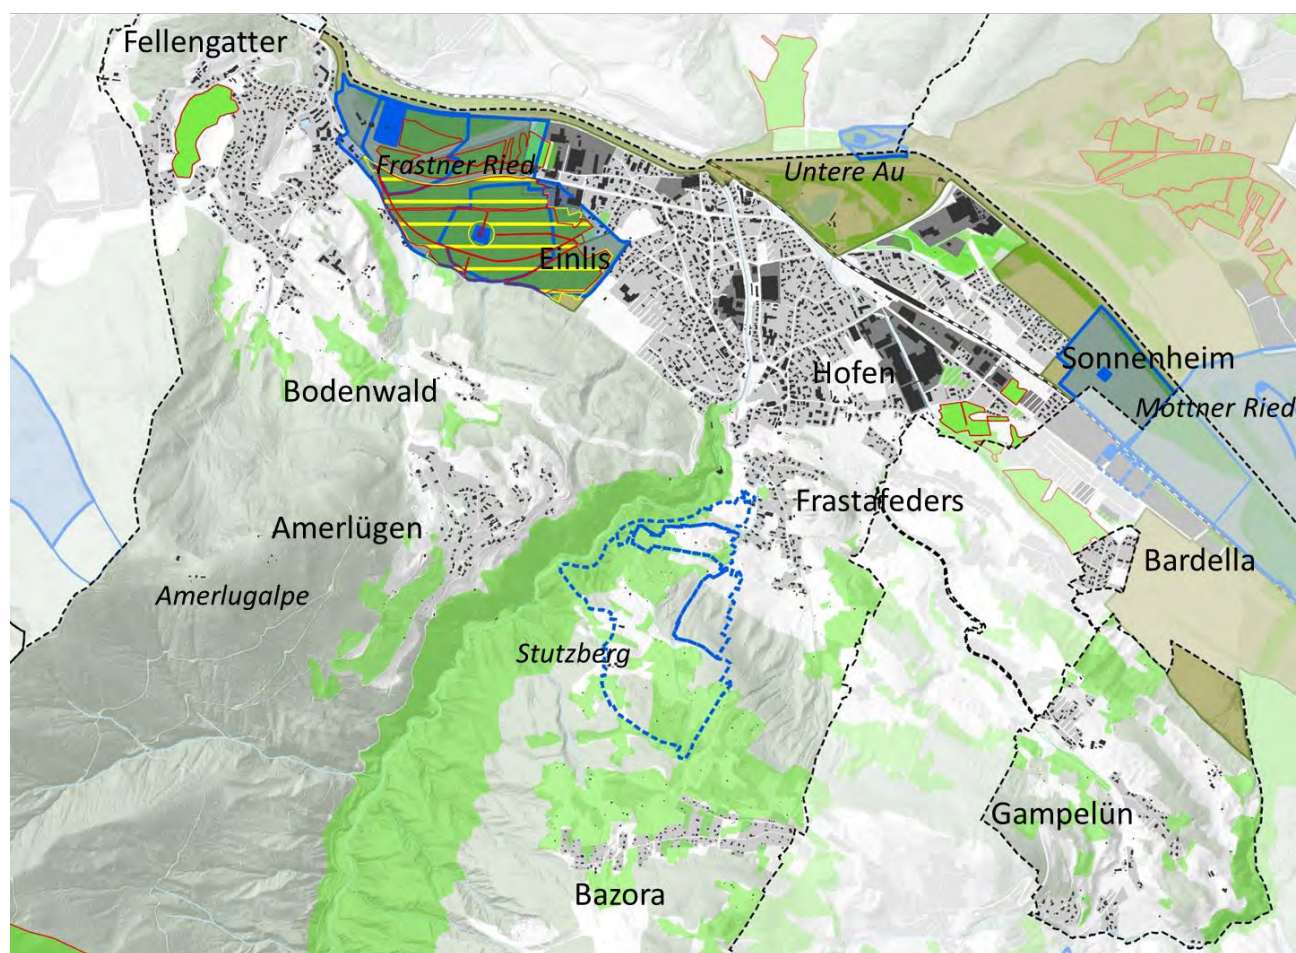 Fellengatter
Frastner Ried
Untere Au
Einlis
Sonnenheim
Hofen
Bodenwald
Mottner Ried
Frastafeders
Amerlügen
Bardella
Amerlugalpe
Stutzberg
Gampelün
Bazora